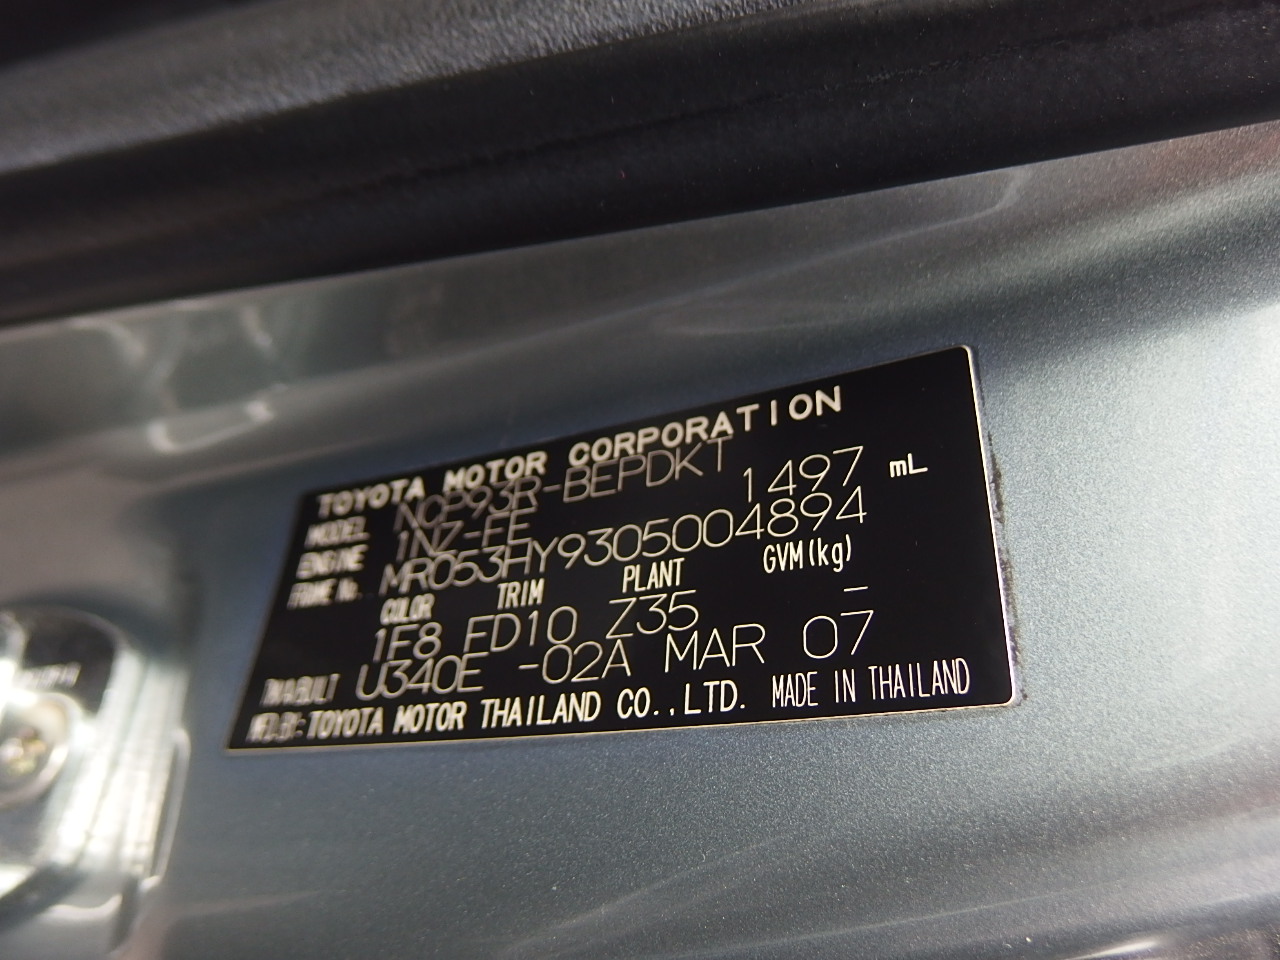 TOYOTA MOTOR CORPORATION
MODEL NCP93R-BEPDKT
ENGINE 1NZ-FE 1497 mL
FRAME No. MR053HY9305004894
COLOR TRIM PLANT GVM(kg)
1F8 FD10 Z35 –
TM/A/BUILT U340E -02A MAR 07
MFD.BY: TOYOTA MOTOR THAILAND CO.,LTD. MADE IN THAILAND